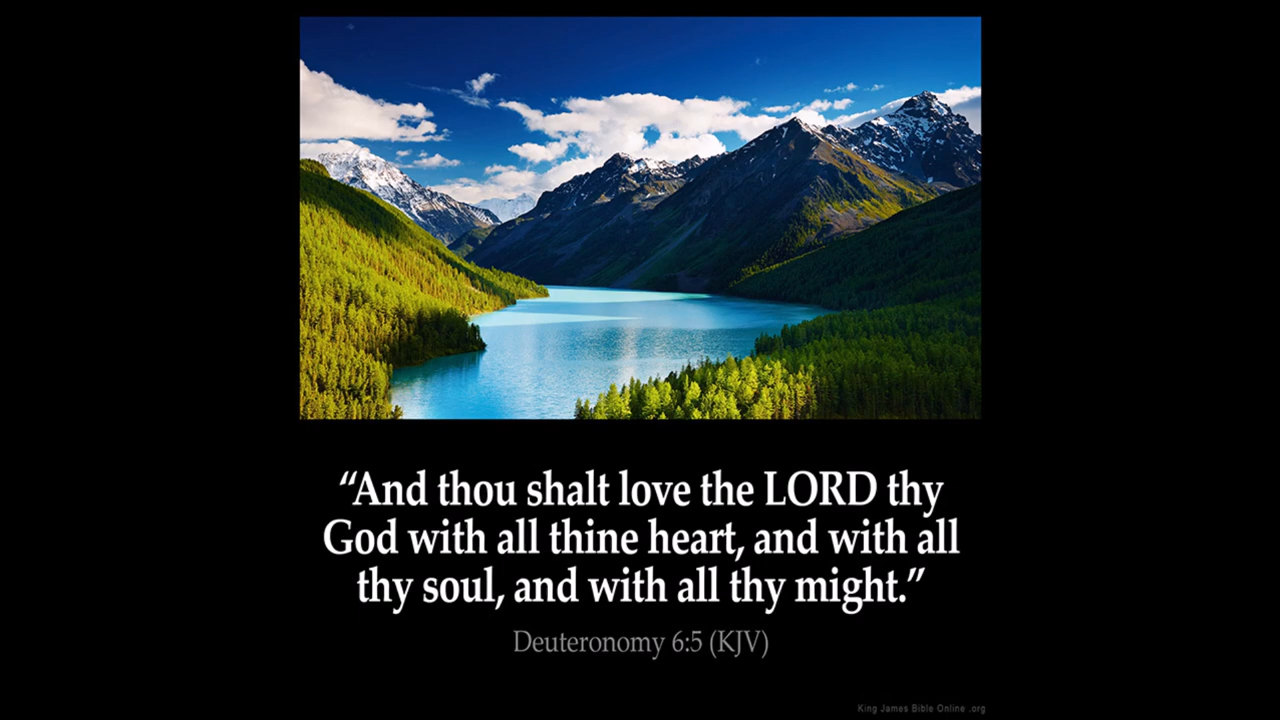 “And thou shalt love the LORD thy
God with all thine heart, and with all
thy soul, and with all thy might.”
Deuteronomy 6:5 (KJV)
King James Bible Online .org